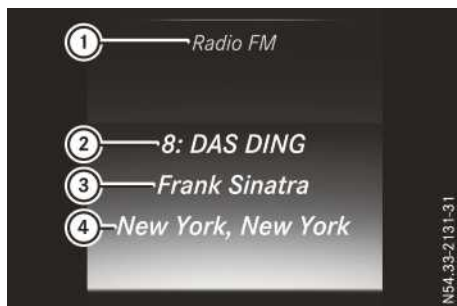 1 Radio FM
2 8: DAS DING
3 Frank Sinatra
4 New York, New York
N54.33-2131-31